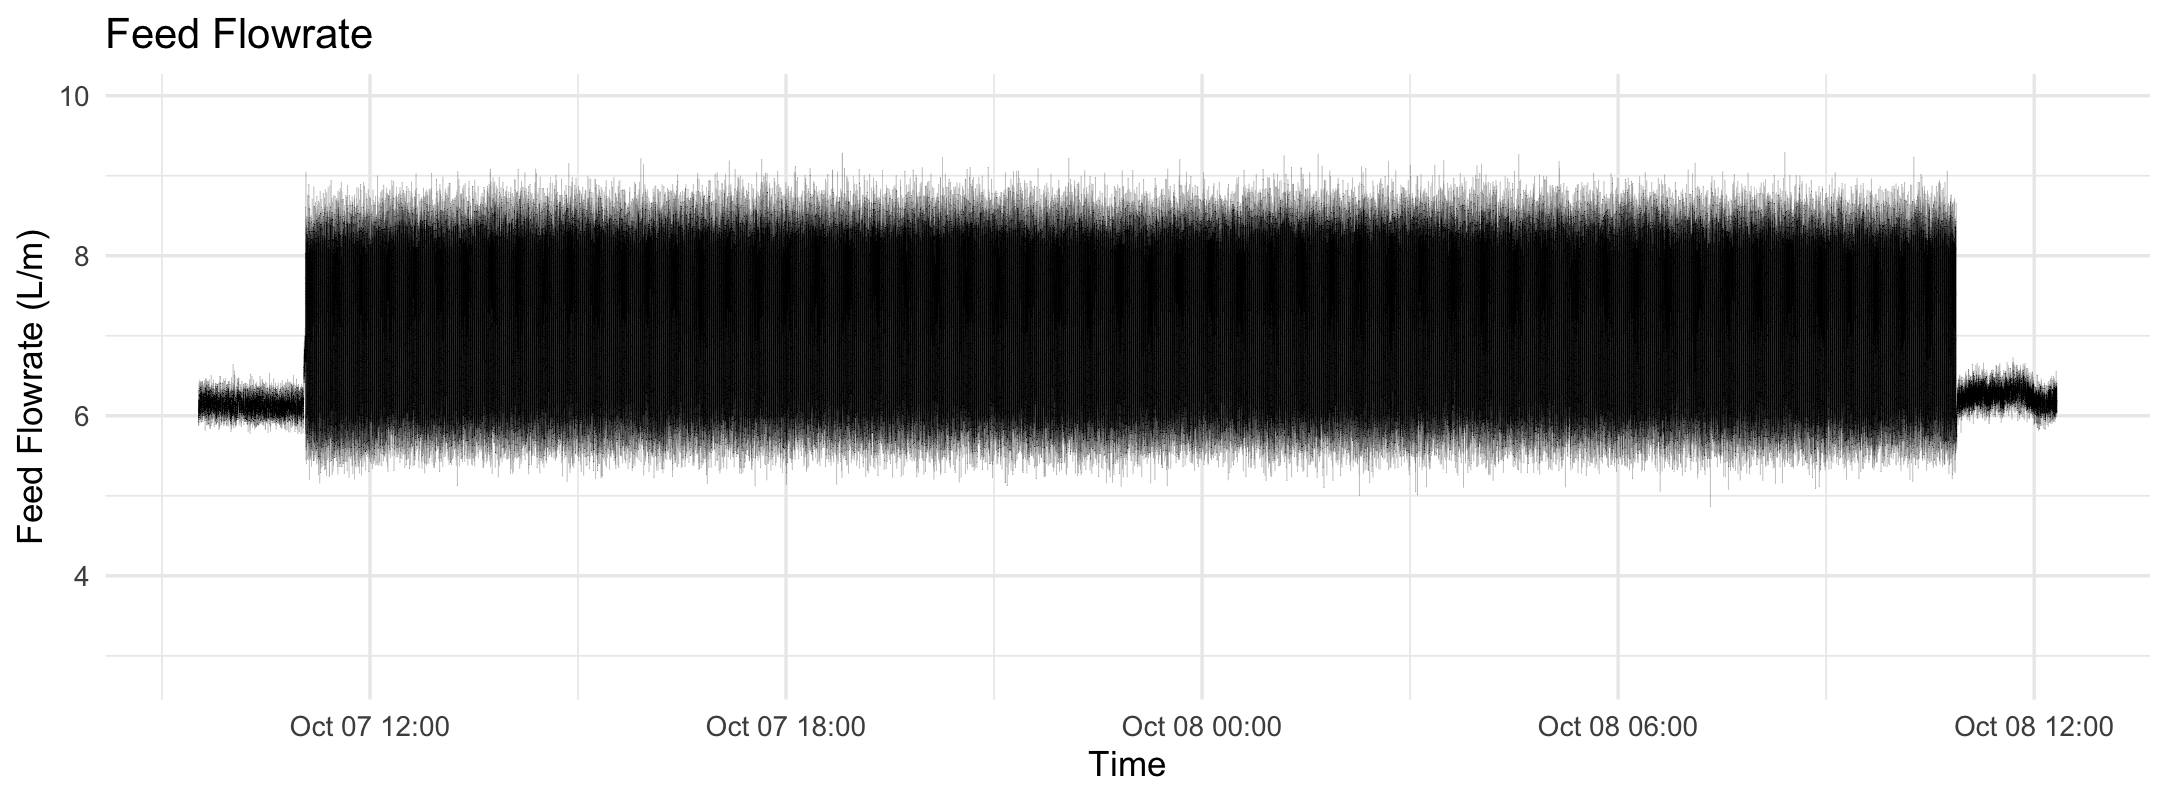 Feed Flowrate
Feed Flowrate (L/m)
10
8
6
4
Oct 07 12:00
Oct 07 18:00
Oct 08 00:00
Oct 08 06:00
Oct 08 12:00
Time